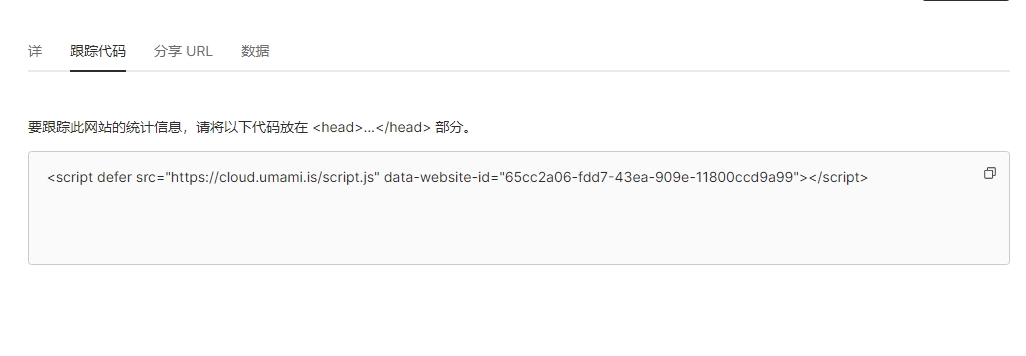 详 跟踪代码 分享 URL 数据
要跟踪此网站的统计信息，请将以下代码放在 <head>...</head> 部分。
<script defer src="https://cloud.umami.is/script.js" data-website-id="65cc2a06-fdd7-43ea-909e-11800ccd9a99"></script>